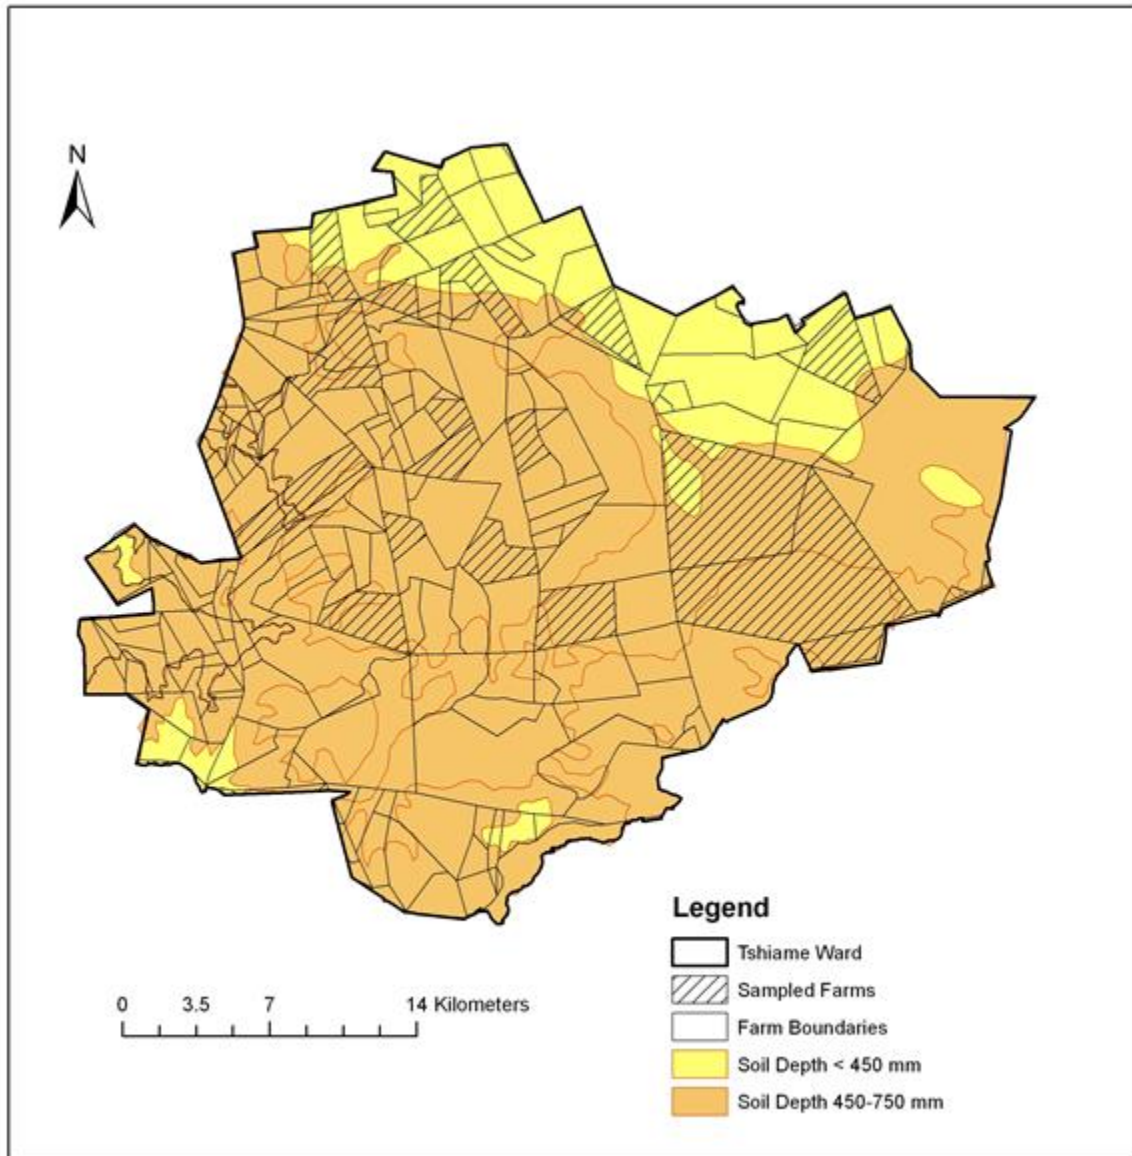 N
0 3.5 7 14 Kilometers
Legend
Tshiame Ward
Sampled Farms
Farm Boundaries
Soil Depth < 450 mm
Soil Depth 450-750 mm